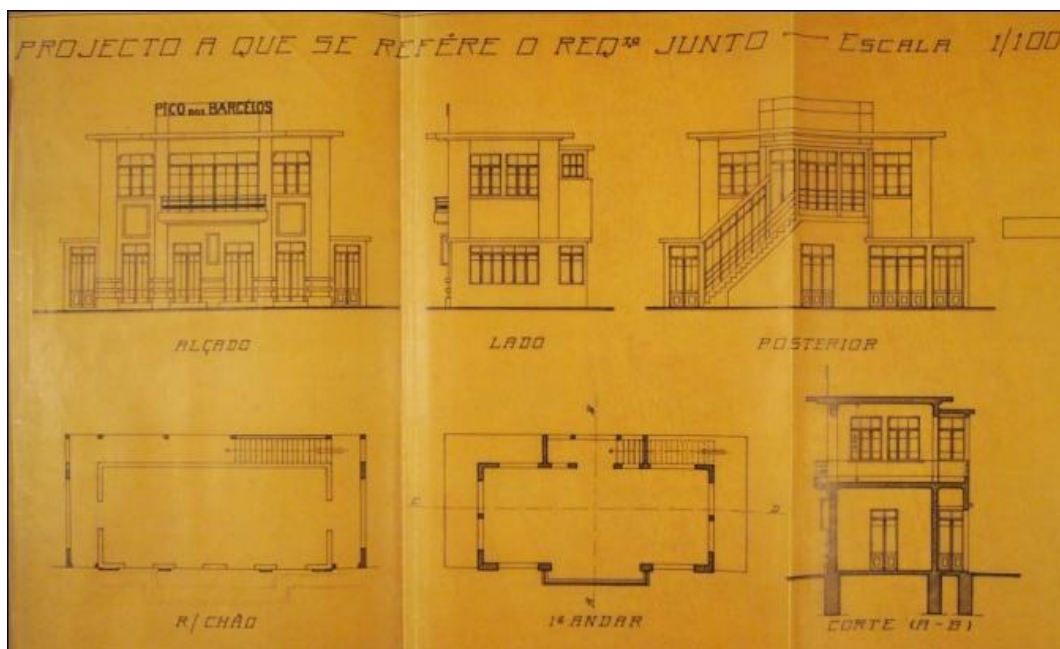 PROJECTO A QUE SE REFÉRE O REQ.to JUNTO — ESCALA 1/100
PICO DOS BARCÉLOS
ALÇADO
LADO
POSTERIOR
C
D
R/CHÃO
1º ANDAR
CORTE (A-B)